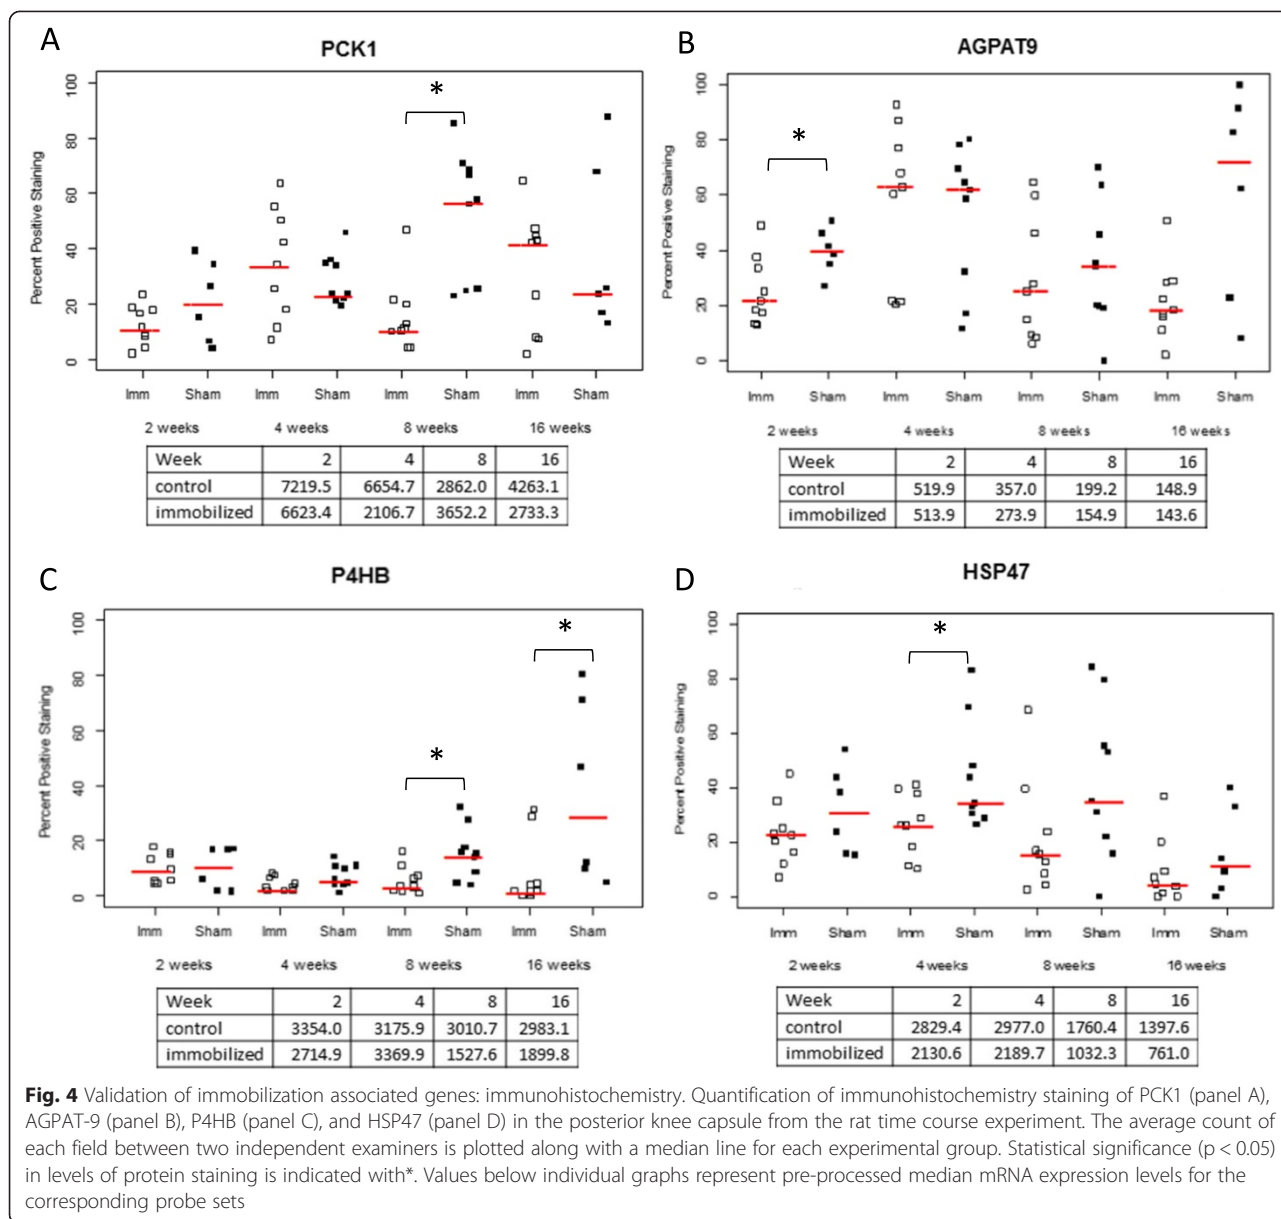 A
PCK1
Percent Positive Staining
100
80
60
40
20
0
*
Imm Sham Imm Sham Imm Sham Imm Sham
2 weeks 4 weeks 8 weeks 16 weeks
Week 2 4 8 16
control 7219.5 6654.7 2862.0 4263.1
immobilized 6623.4 2106.7 3652.2 2733.3
B
AGPAT9
Percent Positive Staining
100
80
60
40
20
0
*
Imm Sham Imm Sham Imm Sham Imm Sham
2 weeks 4 weeks 8 weeks 16 weeks
Week 2 4 8 16
control 519.9 357.0 199.2 148.9
immobilized 513.9 273.9 154.9 143.6
C
P4HB
Percent Positive Staining
100
80
60
40
20
0
*
*
Imm Sham Imm Sham Imm Sham Imm Sham
2 weeks 4 weeks 8 weeks 16 weeks
Week 2 4 8 16
control 3354.0 3175.9 3010.7 2983.1
immobilized 2714.9 3369.9 1527.6 1899.8
D
HSP47
Percent Positive Staining
100
80
60
40
20
0
*
Imm Sham Imm Sham Imm Sham Imm Sham
2 weeks 4 weeks 8 weeks 16 weeks
Week 2 4 8 16
control 2829.4 2977.0 1760.4 1397.6
immobilized 2130.6 2189.7 1032.3 761.0
Fig. 4 Validation of immobilization associated genes: immunohistochemistry. Quantification of immunohistochemistry staining of PCK1 (panel A),
AGPAT-9 (panel B), P4HB (panel C), and HSP47 (panel D) in the posterior knee capsule from the rat time course experiment. The average count of
each field between two independent examiners is plotted along with a median line for each experimental group. Statistical significance (p < 0.05)
in levels of protein staining is indicated with*. Values below individual graphs represent pre-processed median mRNA expression levels for the
corresponding probe sets